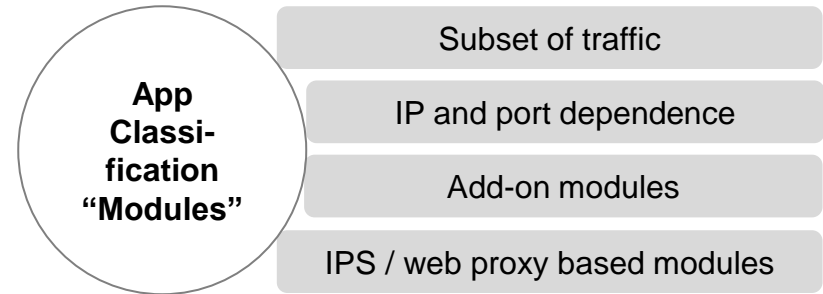 App
Classi-
fication
“Modules”
Subset of traffic
IP and port dependence
Add-on modules
IPS / web proxy based modules